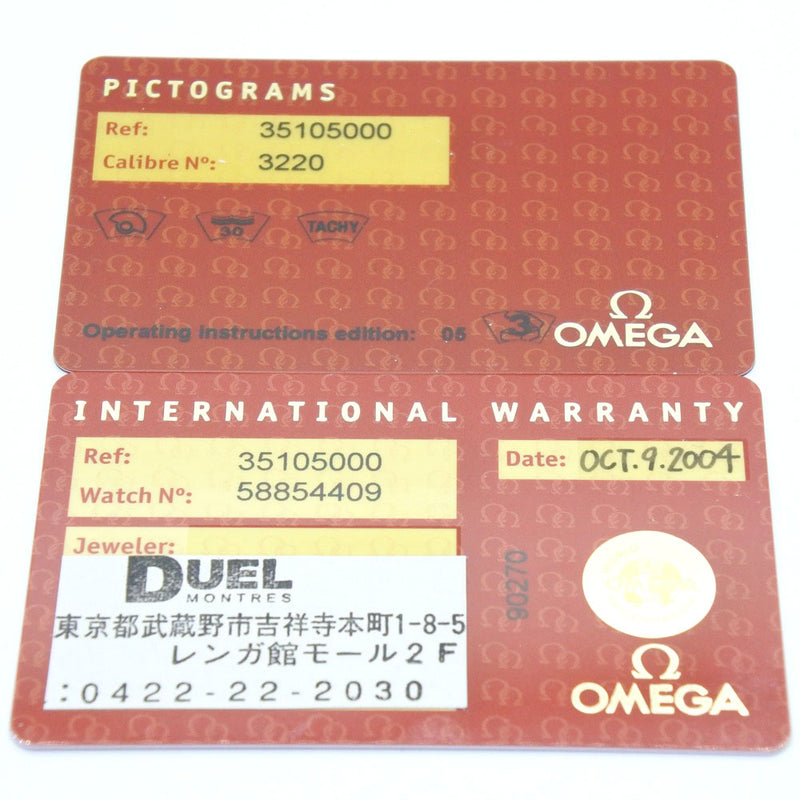 PICTOGRAMS
Ref: 35105000
Calibre Nº: 3220
30 TACHY
Operating instructions edition: 05 3
Ω
OMEGA
INTERNATIONAL WARRANTY
Ref: 35105000
Date: OCT.9.2004
Watch Nº: 58854409
Jeweler:
DUEL
MONTRES
東京都武蔵野市吉祥寺本町1-8-5
レンガ館モール2F
:0422-22-2030
90270
Ω
OMEGA